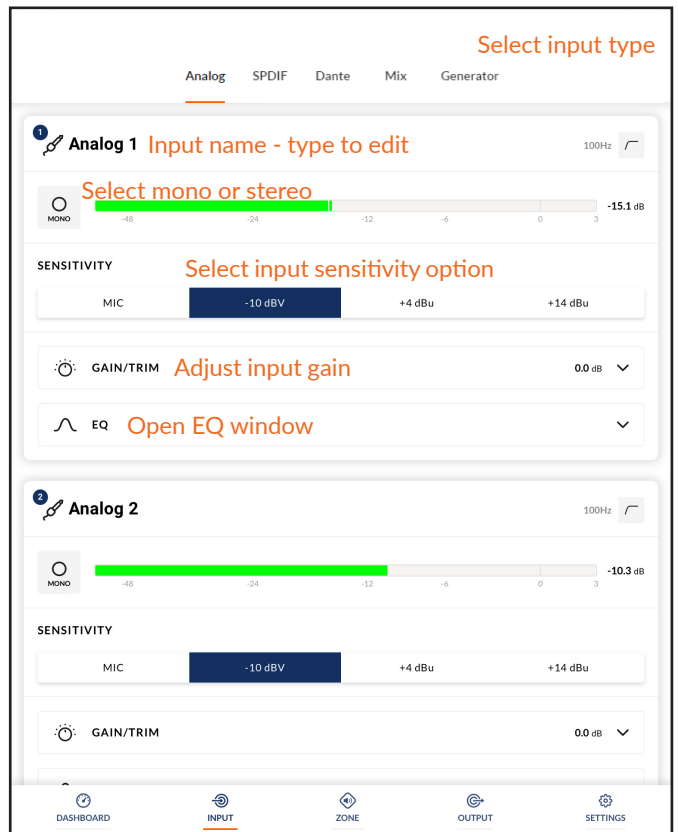 Select input type
Analog SPDIF Dante Mix Generator
1
Analog 1 Input name - type to edit 100Hz
Select mono or stereo
MONO -15.1 dB
-48 -24 -12 -6 0 3
SENSITIVITY Select input sensitivity option
MIC -10 dBV +4 dBu +14 dBu
GAIN/TRIM Adjust input gain 0.0 dB
EQ Open EQ window
2
Analog 2 100Hz
MONO -10.3 dB
-48 -24 -12 -6 0 3
SENSITIVITY
MIC -10 dBV +4 dBu +14 dBu
GAIN/TRIM 0.0 dB
DASHBOARD INPUT ZONE OUTPUT SETTINGS